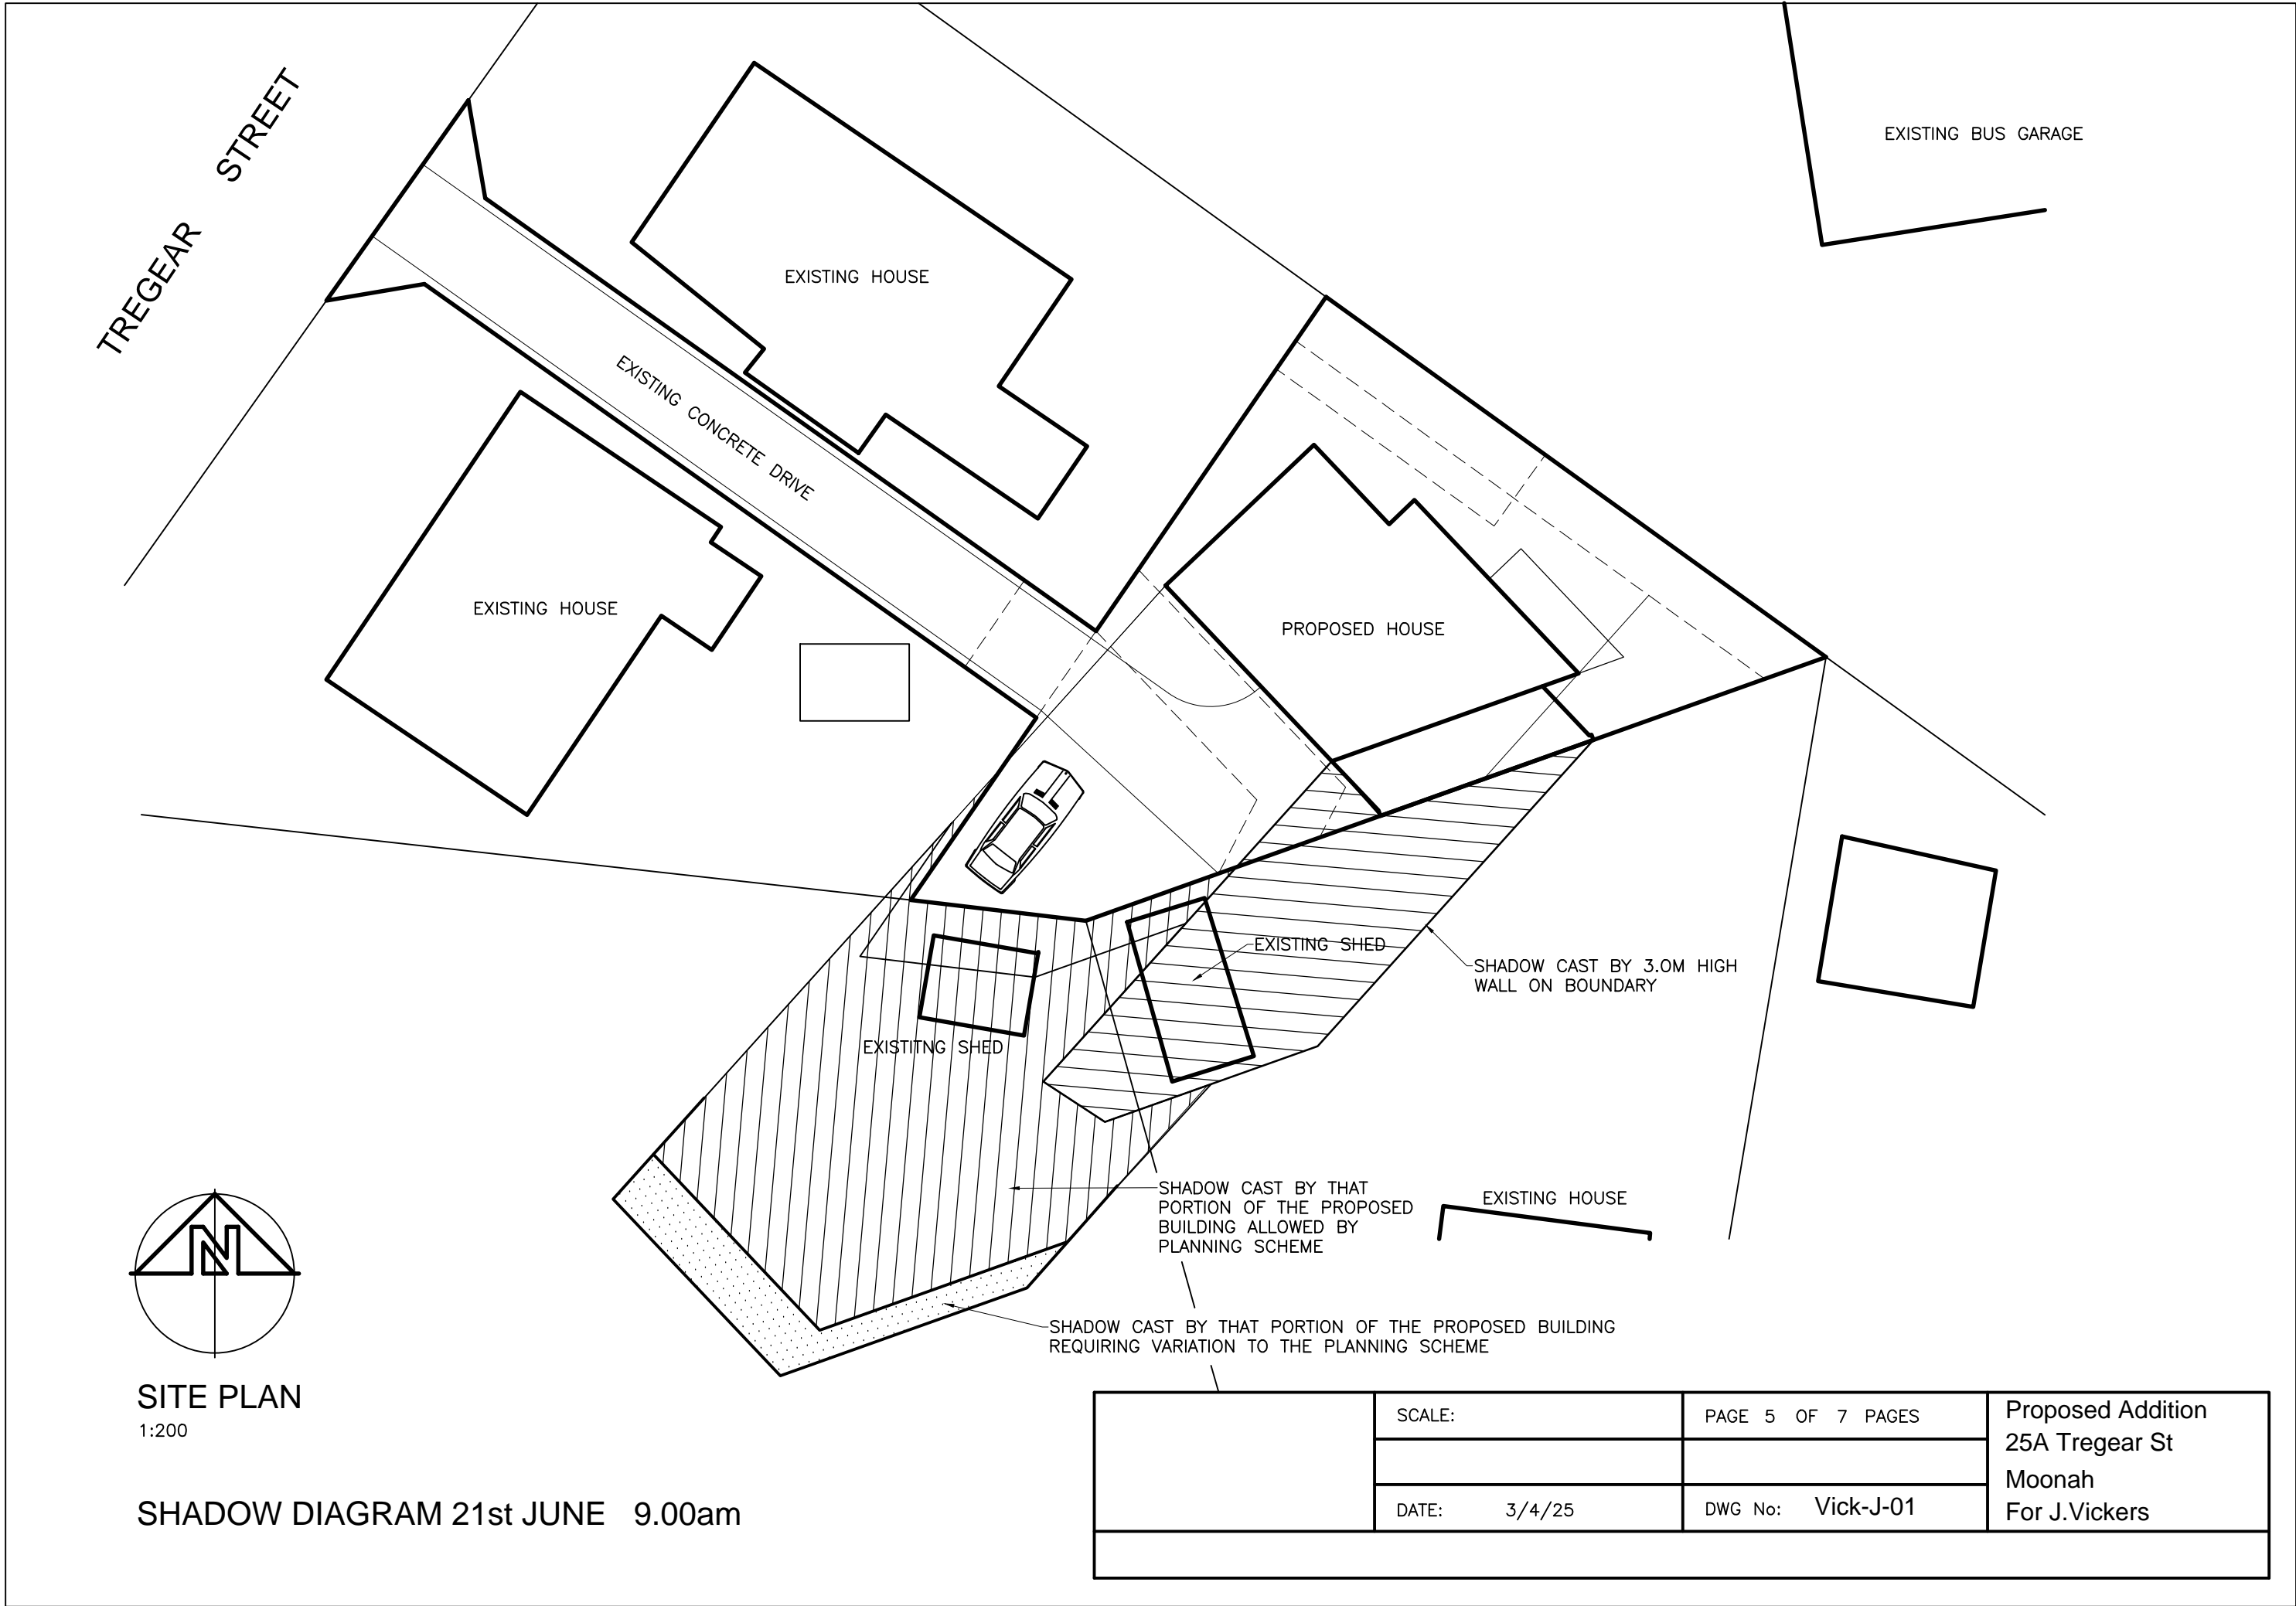 TREGEAR STREET
EXISTING BUS GARAGE
EXISTING HOUSE
EXISTING CONCRETE DRIVE
EXISTING HOUSE
PROPOSED HOUSE
EXISTING SHED
SHADOW CAST BY 3.0M HIGH
WALL ON BOUNDARY
EXISTITNG SHED
SHADOW CAST BY THAT
PORTION OF THE PROPOSED
BUILDING ALLOWED BY
PLANNING SCHEME
EXISTING HOUSE
SHADOW CAST BY THAT PORTION OF THE PROPOSED BUILDING
REQUIRING VARIATION TO THE PLANNING SCHEME
N
SITE PLAN
1:200
SHADOW DIAGRAM 21st JUNE 9.00am
SCALE:
PAGE 5 OF 7 PAGES
DATE: 3/4/25
DWG No: Vick-J-01
Proposed Addition
25A Tregear St
Moonah
For J.Vickers